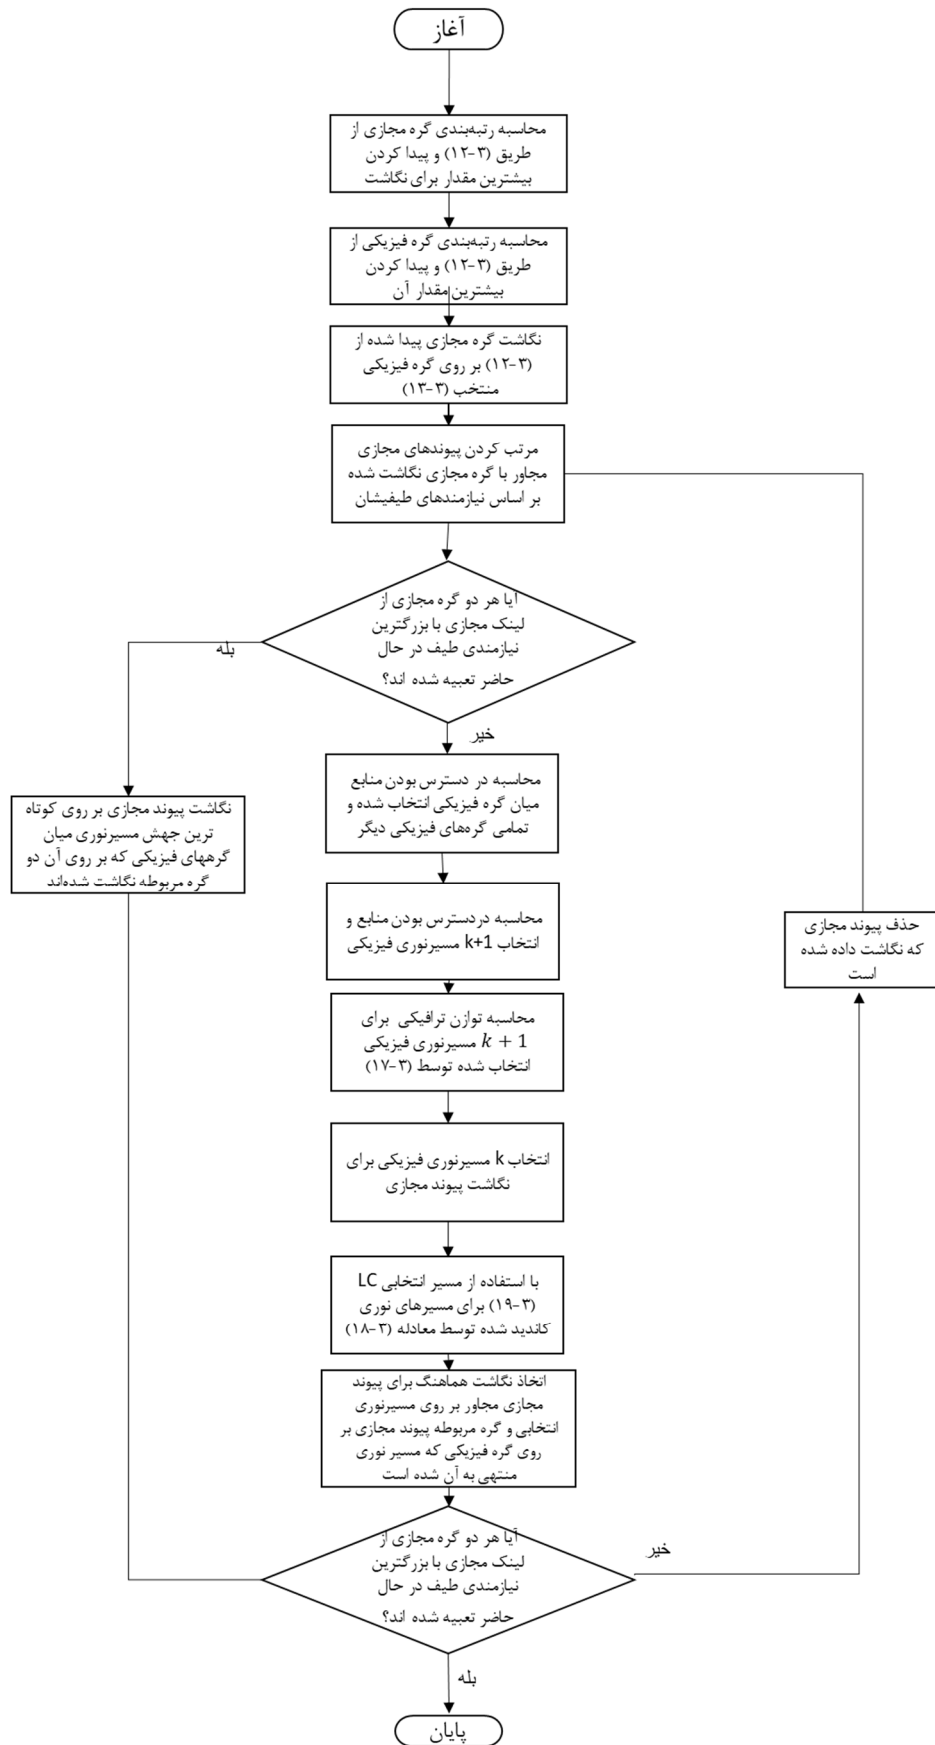 آغاز
محاسبه رتبه‌بندی گره مجازی از
طریق (۳-۱۲) و پیدا کردن
بیشترین مقدار برای نگاشت
محاسبه رتبه‌بندی گره فیزیکی از
طریق (۳-۱۲) و پیدا کردن
بیشترین مقدار آن
نگاشت گره مجازی پیدا شده از
(۳-۱۲) بر روی گره فیزیکی
منتخب (۳-۱۳)
مرتب کردن پیوندهای مجازی
مجاور با گره مجازی نگاشت شده
بر اساس نیازمندهای طیفیشان
آیا هر دو گره مجازی از
لینک مجازی با بزرگترین
نیازمندی طیف در حال
حاضر تعبیه شده اند؟
بله
خیر
نگاشت پیوند مجازی بر روی کوتاه
ترین جهش مسیرنوری میان
گرههای فیزیکی که بر روی آن دو
گره مربوطه نگاشت شده‌اند
محاسبه در دسترس بودن منابع
میان گره فیزیکی انتخاب شده و
تمامی گره‌های فیزیکی دیگر
محاسبه دردسترس بودن منابع و
انتخاب k+1 مسیرنوری فیزیکی
حذف پیوند مجازی
که نگاشت داده شده
است
محاسبه توازن ترافیکی برای
k + 1 مسیرنوری فیزیکی
انتخاب شده توسط (۳-۱۷)
انتخاب k مسیرنوری فیزیکی برای
نگاشت پیوند مجازی
با استفاده از مسیر انتخابی LC
(۳-۱۹) برای مسیرهای نوری
کاندید شده توسط معادله (۳-۱۸)
اتخاذ نگاشت هماهنگ برای پیوند
مجازی مجاور بر روی مسیرنوری
انتخابی و گره مربوطه پیوند مجازی بر
روی گره فیزیکی که مسیر نوری
منتهی به آن شده است
آیا هر دو گره مجازی از
لینک مجازی با بزرگترین
نیازمندی طیف در حال
حاضر تعبیه شده اند؟
خیر
بله
پایان